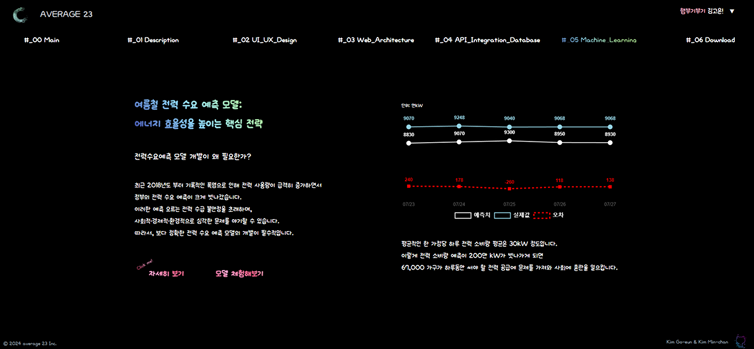 AVERAGE 23
탬부기부기 김고은! ▼
#_00 Main
#_01 Description
#_02 UI_UX_Design
#_03 Web_Architecture
#_04 API_Integration_Database
#_05 Machine_Learning
#_06 Download
여름철 전력 수요 예측 모델:
에너지 효율성을 높이는 핵심 전략
전력수요예측 모델 개발이 왜 필요한가?
최근 2018년도 부터 기록적인 폭염으로 인해 전력 사용량이 급격히 증가하면서
정부의 전력 수요 예측이 크게 빗나갔습니다.
이러한 예측 오류는 전력 수급 불안정을 초래하며,
사회적·경제적·환경적으로 심각한 문제를 야기할 수 있습니다.
따라서, 보다 정확한 전력 수요 예측 모델의 개발이 필수적입니다.
Click me!
자세히 보기
모델 체험해보기
단위: 만kW
9070 9248 9040 9068 9068
8830 9070 9300 8950 8930
07/23 07/24 07/25 07/26 07/27
예측치 실제값 오차
평균적인 한 가정당 하루 전력 소비량 평균은 30kW 정도입니다.
이렇게 전력 소비량 예측이 200만 kW가 빗나가게 되면
67,000 가구가 하루동안 써야 할 전력 공급에 문제를 가져와 사회에 혼란을 일으킵니다.
© 2024 average 23 Inc.
Kim Go-eun & Kim Min-chan